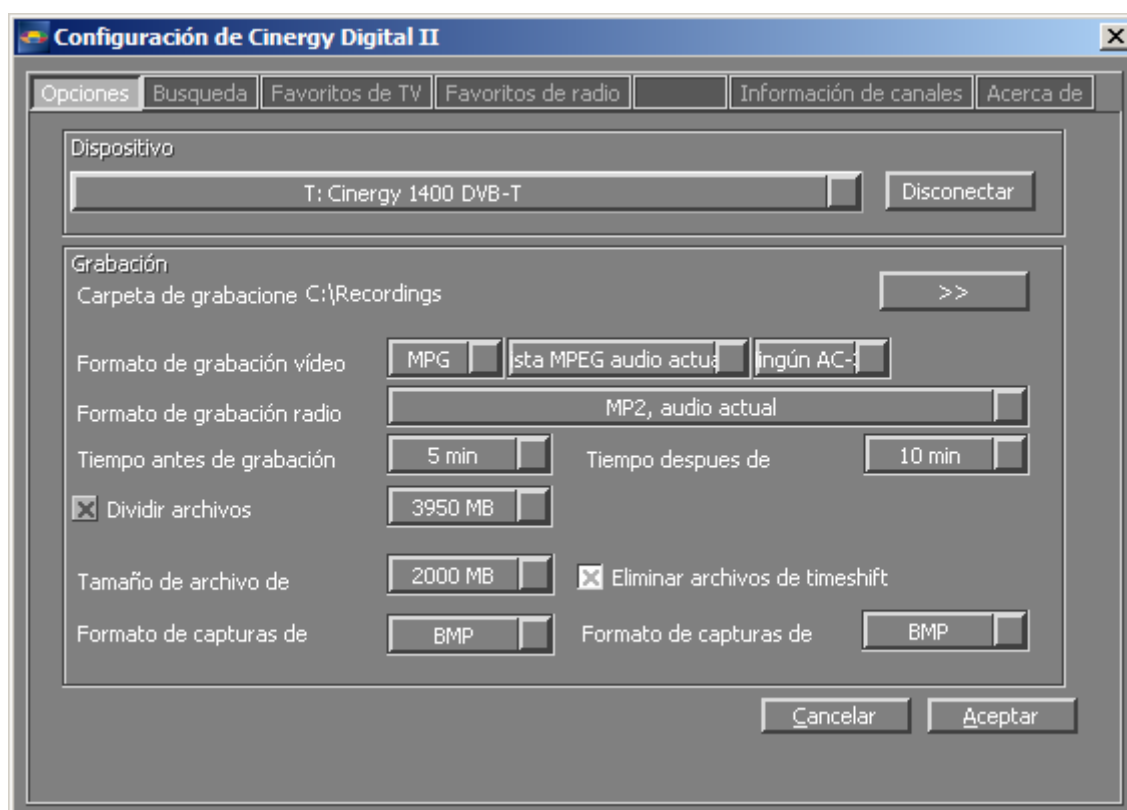 Configuración de Cinergy Digital II
Opciones Busqueda Favoritos de TV Favoritos de radio Información de canales Acerca de
Dispositivo
T: Cinergy 1400 DVB-T Disconectar
Grabación
Carpeta de grabacione C:\Recordings >>
Formato de grabación vídeo MPG sta MPEG audio actua ingún AC-
Formato de grabación radio MP2, audio actual
Tiempo antes de grabación 5 min Tiempo despues de 10 min
Dividir archivos 3950 MB
Tamaño de archivo de 2000 MB Eliminar archivos de timeshift
Formato de capturas de BMP Formato de capturas de BMP
Cancelar Aceptar